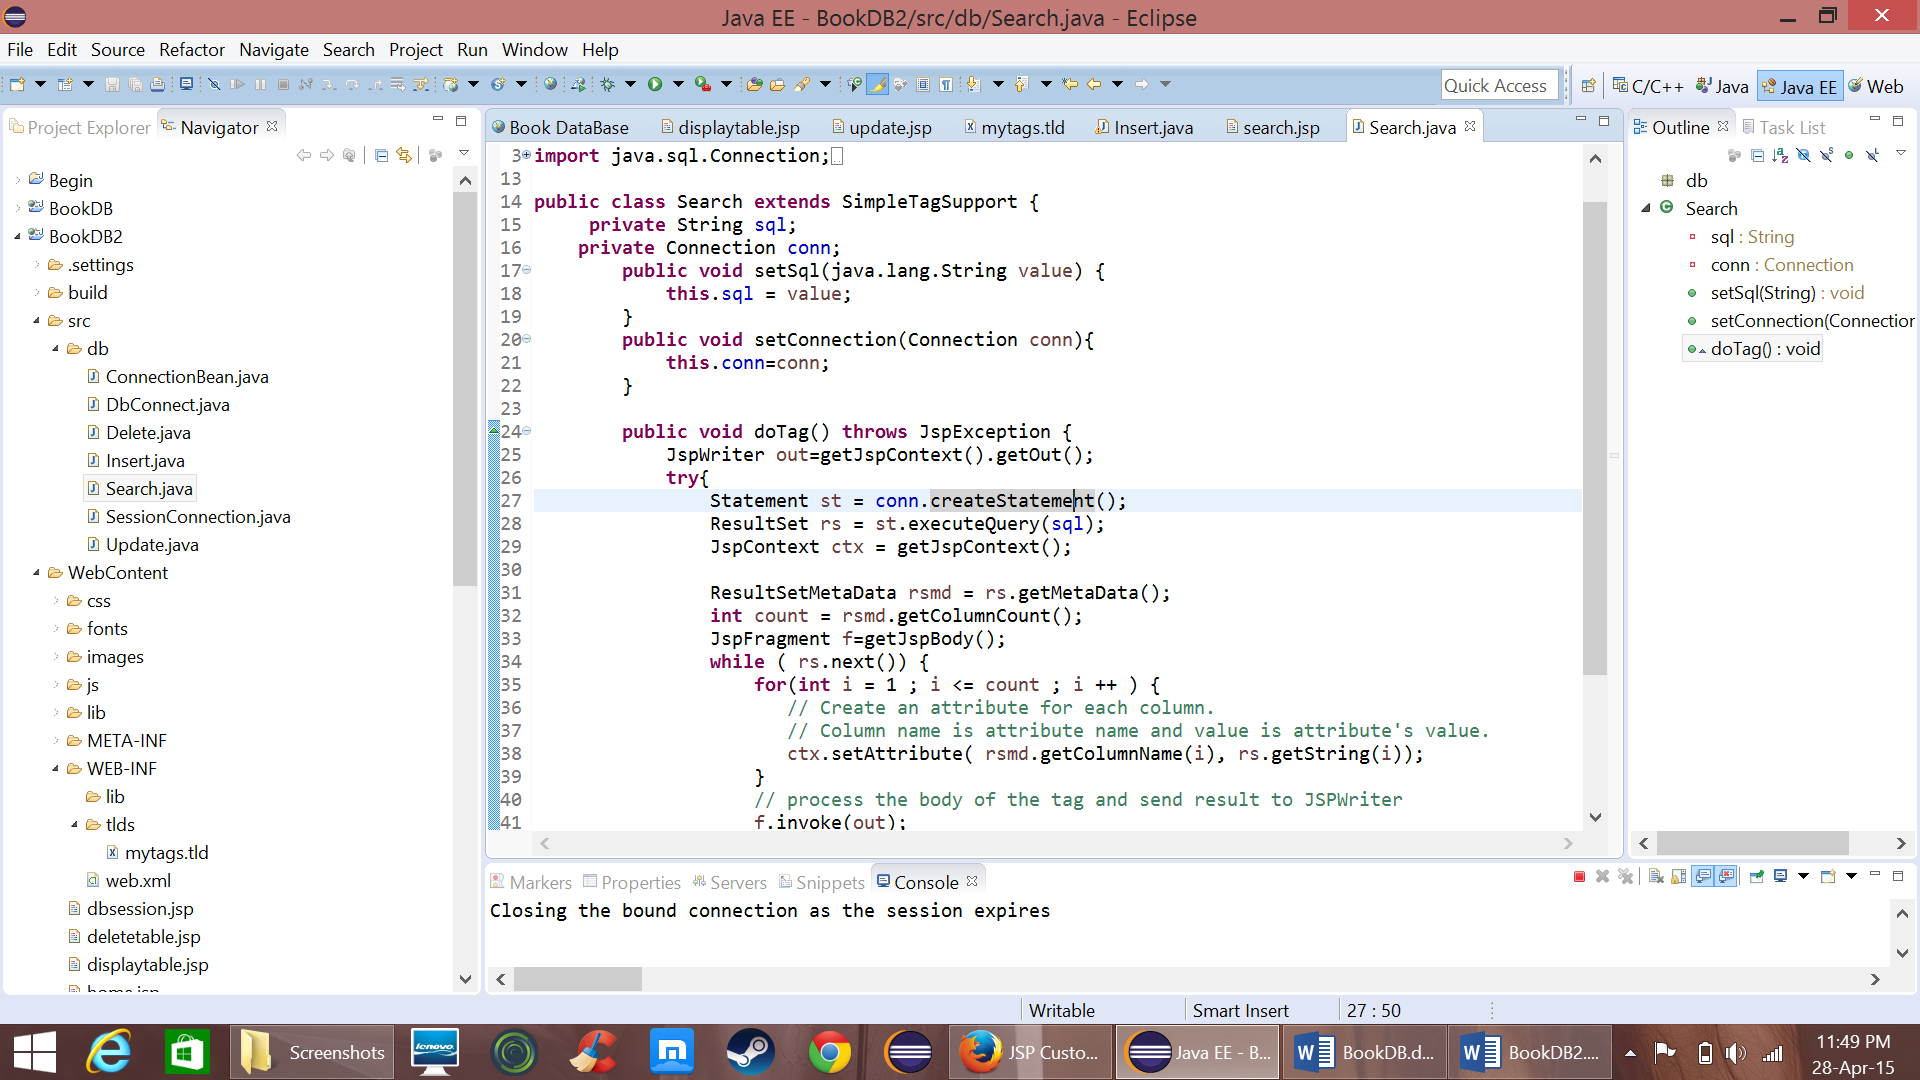 Java EE - BookDB2/src/db/Search.java - Eclipse
File Edit Source Refactor Navigate Search Project Run Window Help
Quick Access C/C++ Java Java EE Web
Project Explorer Navigator
Begin
BookDB
BookDB2
.settings
build
src
db
ConnectionBean.java
DbConnect.java
Delete.java
Insert.java
Search.java
SessionConnection.java
Update.java
WebContent
css
fonts
images
js
lib
META-INF
WEB-INF
lib
tlds
mytags.tld
web.xml
dbsession.jsp
deletetable.jsp
displaytable.jsp
home.jsp
Book DataBase displaytable.jsp update.jsp mytags.tld Insert.java search.jsp Search.java
3 import java.sql.Connection;
13
14 public class Search extends SimpleTagSupport {
15 private String sql;
16 private Connection conn;
17 public void setSql(java.lang.String value) {
18 this.sql = value;
19 }
20 public void setConnection(Connection conn){
21 this.conn=conn;
22 }
23
24 public void doTag() throws JspException {
25 JspWriter out=getJspContext().getOut();
26 try{
27 Statement st = conn.createStatement();
28 ResultSet rs = st.executeQuery(sql);
29 JspContext ctx = getJspContext();
30
31 ResultSetMetaData rsmd = rs.getMetaData();
32 int count = rsmd.getColumnCount();
33 JspFragment f=getJspBody();
34 while ( rs.next()) {
35 for(int i = 1 ; i <= count ; i ++ ) {
36 // Create an attribute for each column.
37 // Column name is attribute name and value is attribute's value.
38 ctx.setAttribute( rsmd.getColumnName(i), rs.getString(i));
39 }
40 // process the body of the tag and send result to JSPWriter
41 f.invoke(out);
Outline Task List
db
Search
sql : String
conn : Connection
setSql(String) : void
setConnection(Connection
doTag() : void
Markers Properties Servers Snippets Console
Closing the bound connection as the session expires
Writable Smart Insert 27 : 50
Screenshots lenovo JSP Custo... Java EE - B... BookDB.d... BookDB2....
11:49 PM
28-Apr-15